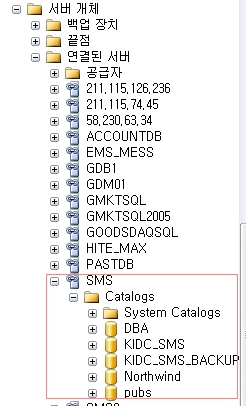 서버 개체
백업 장치
끝점
연결된 서버
공급자
211,115,126,236
211,115,74,45
58,230,63,34
ACCOUNTDB
EMS_MESS
GDB1
GDM01
GMKTSQL
GMKTSQL2005
GOODSDAQSQL
HITE_MAX
PASTDB
SMS
Catalogs
System Catalogs
DBA
KIDC_SMS
KIDC_SMS_BACKUP
Northwind
pubs